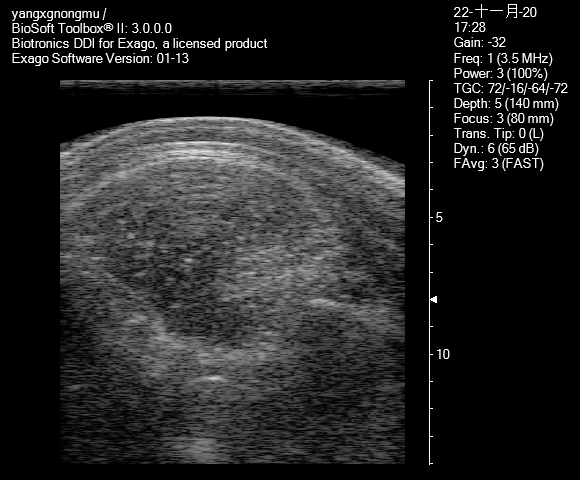 yangxgnongmu /
BioSoft Toolbox® II: 3.0.0.0
Biotronics DDI for Exago, a licensed product
Exago Software Version: 01-13
22-十一月-20
17:28
Gain: -32
Freq: 1 (3.5 MHz)
Power: 3 (100%)
TGC: 72/-16/-64/-72
Depth: 5 (140 mm)
Focus: 3 (80 mm)
Trans. Tip: 0 (L)
Dyn.: 6 (65 dB)
FAvg: 3 (FAST)
5
10